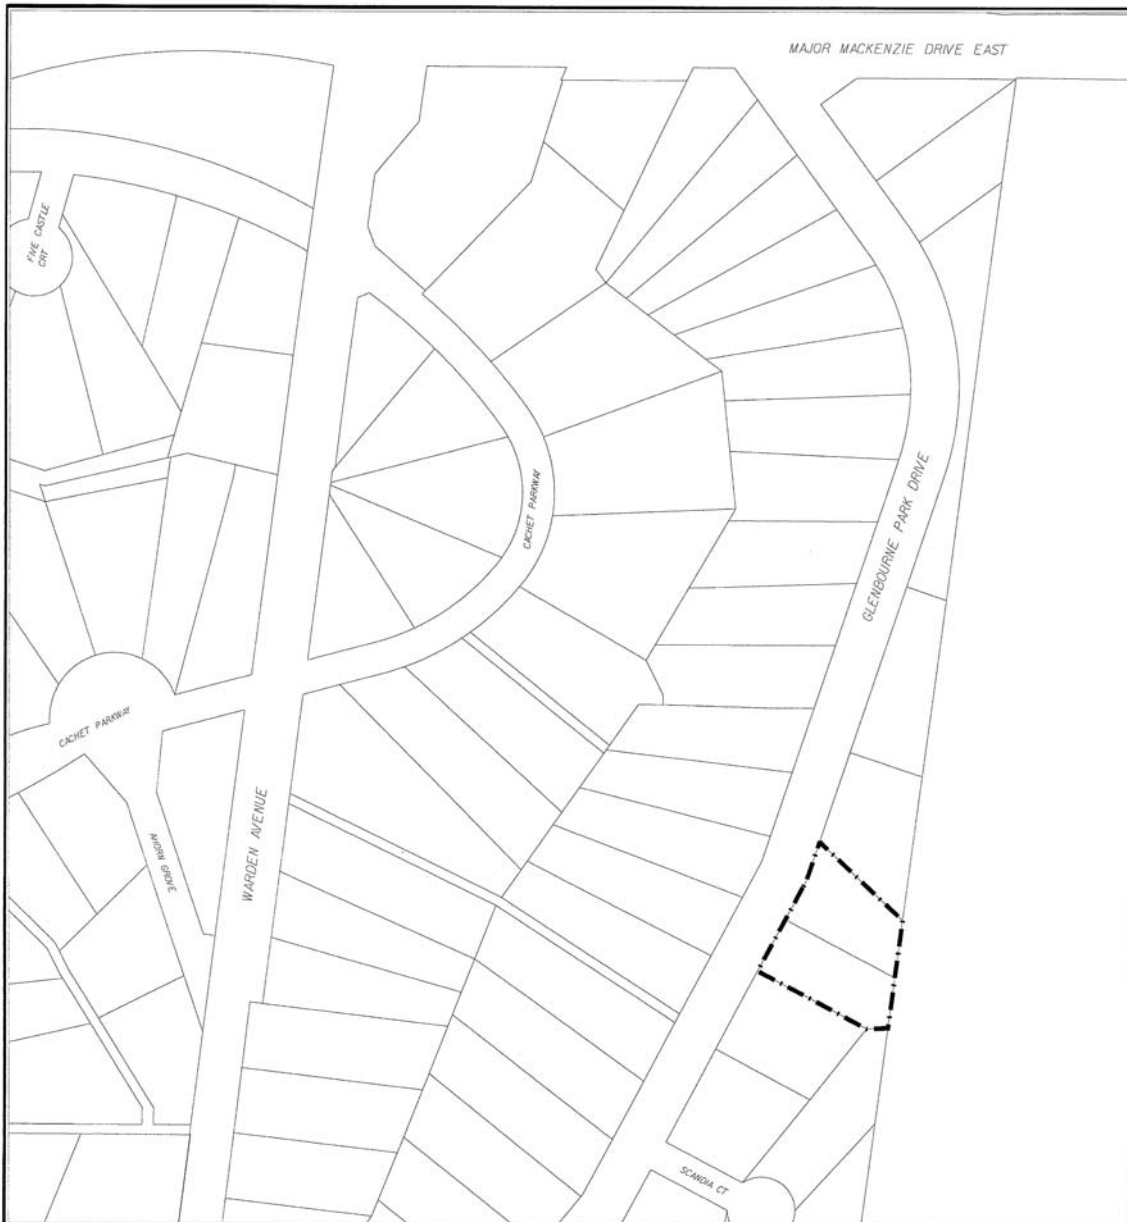 MAJOR MACKENZIE DRIVE EAST
FIVE CASTLE
CRT
CACHET PARKWAY
GLENBOURNE PARK DRIVE
CACHET PARKWAY
WARDEN AVENUE
AHORN GROVE
SCANDIA CT